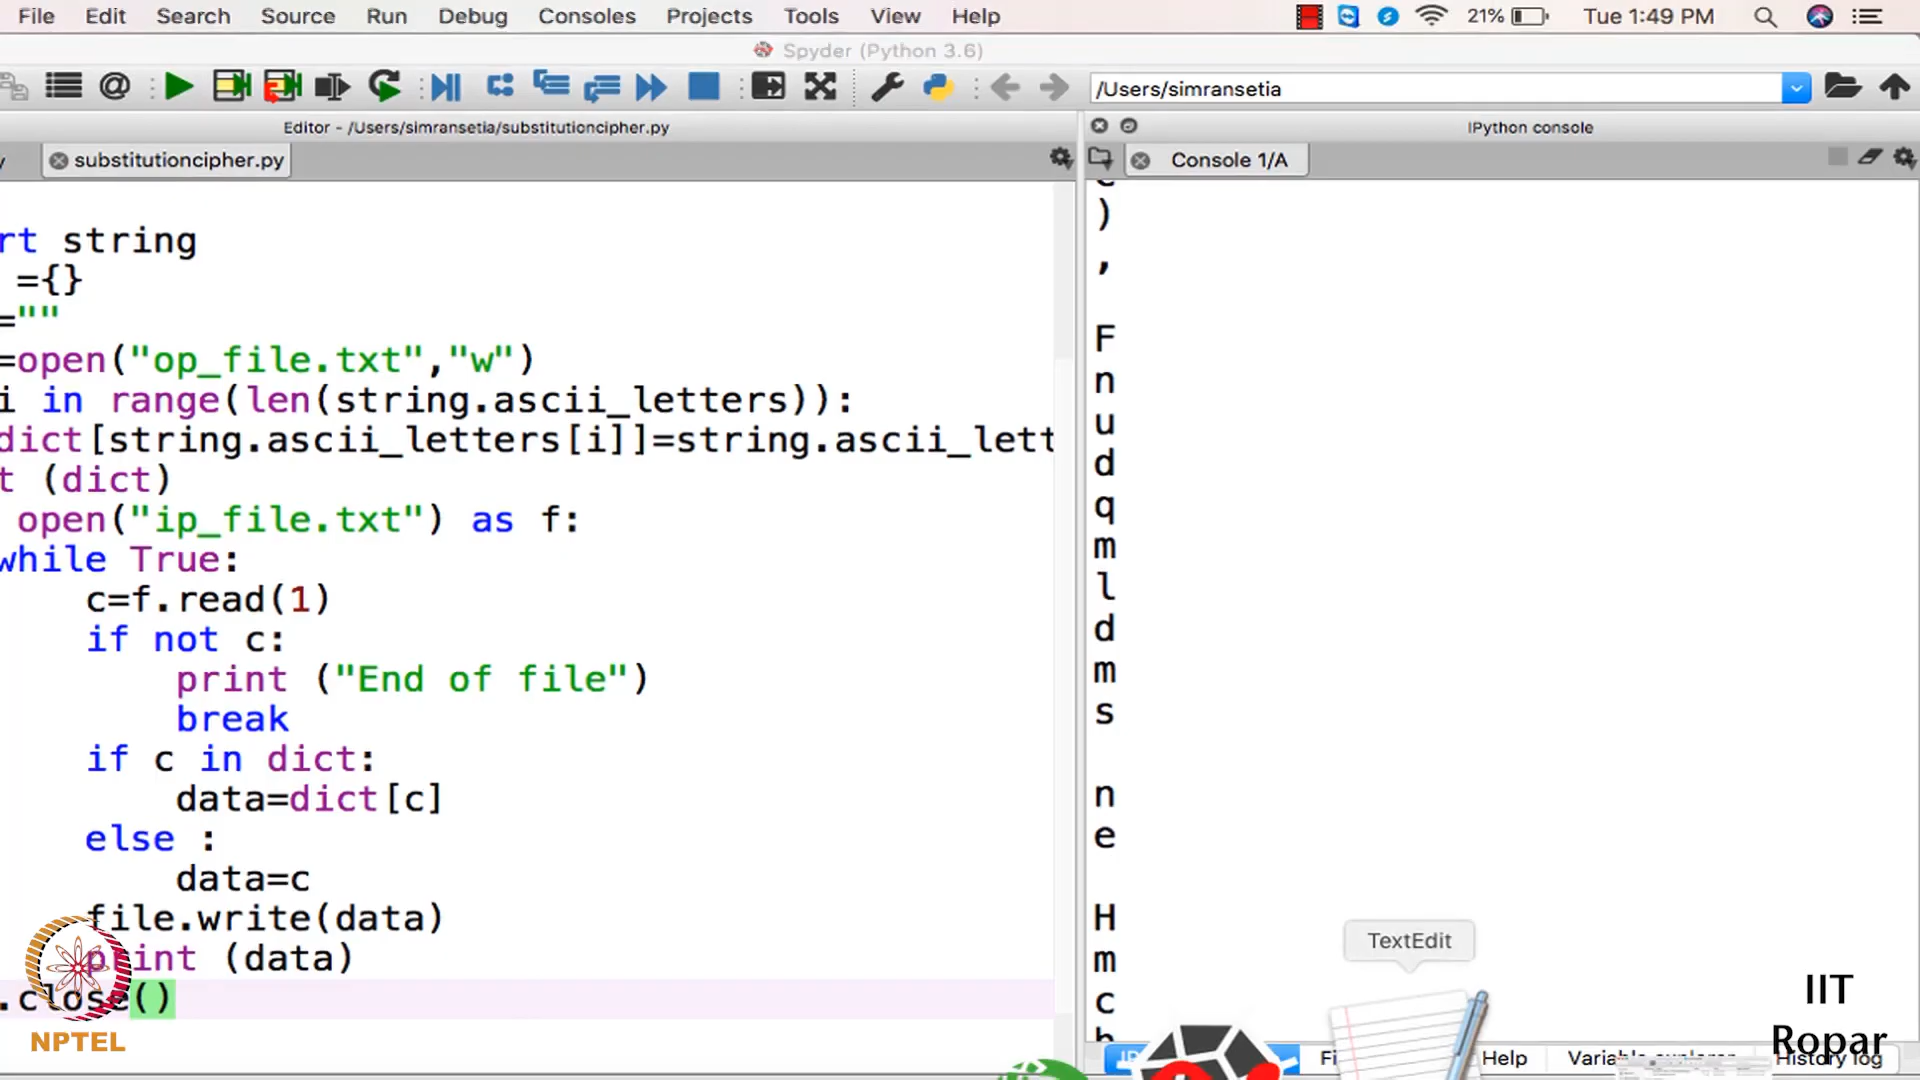 File Edit Search Source Run Debug Consoles Projects Tools View Help 21% Tue 1:49 PM
Spyder (Python 3.6)
/Users/simransetia
Editor - /Users/simransetia/substitutioncipher.py
IPython console
substitutioncipher.py
Console 1/A
rt string
={}
=""
=open("op_file.txt","w")
i in range(len(string.ascii_letters)):
dict[string.ascii_letters[i]]=string.ascii_lett
t (dict)
open("ip_file.txt") as f:
while True:
c=f.read(1)
if not c:
print ("End of file")
break
if c in dict:
data=dict[c]
else :
data=c
file.write(data)
print (data)
.close()
)
,
F
n
u
d
q
m
l
d
m
s
n
e
H
m
c
TextEdit
NPTEL
IIT
Ropar
Help
History log